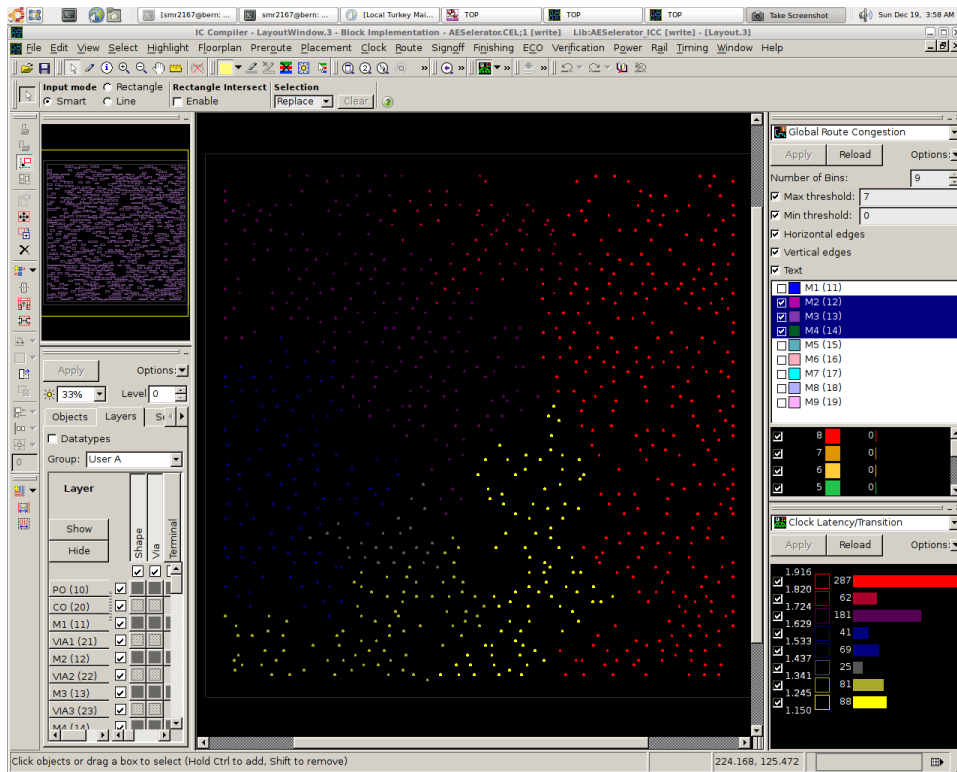 [smr2167@bern: ...
smr2167@bern: ...
[Local Turkey Mai...
TOP
TOP
TOP
Take Screenshot
Sun Dec 19, 3:58 AM
IC Compiler - LayoutWindow.3 - Block Implementation - AESelerator.CEL;1 [write]   Lib:AESelerator_ICC [write] - [Layout.3]
File Edit View Select Highlight Floorplan Preroute Placement Clock Route Signoff Finishing ECO Verification Power Rail Timing Window Help
Input mode Rectangle Rectangle Intersect Selection
Smart Line Enable Replace Clear
Global Route Congestion
Apply Reload Options:
Number of Bins: 9
Max threshold: 7
Min threshold: 0
Horizontal edges
Vertical edges
Text
M1 (11)
M2 (12)
M3 (13)
M4 (14)
M5 (15)
M6 (16)
M7 (17)
M8 (18)
M9 (19)
8 0
7 0
6 0
5 0
Apply Options:
33% Level 0
Objects Layers
Datatypes
Group: User A
Layer
Show
Hide
Shape
Via
Terminal
PO (10)
CO (20)
M1 (11)
VIA1 (21)
M2 (12)
VIA2 (22)
M3 (13)
VIA3 (23)
M4 (14)
0
Clock Latency/Transition
Apply Reload Options:
1.916
287
1.820
62
1.724
181
1.629
41
1.533
69
1.437
25
1.341
81
1.245
88
1.150
Click objects or drag a box to select (Hold Ctrl to add, Shift to remove)
224.168, 125.472